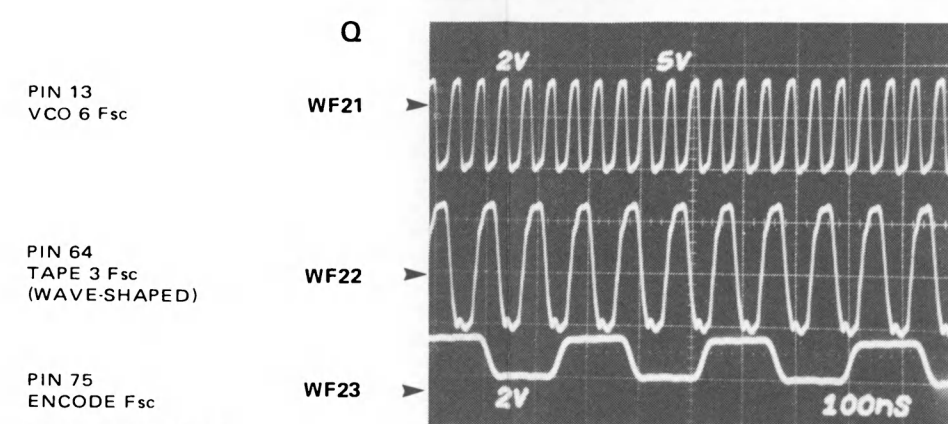 Q
2V 5V
PIN 13
VCO 6 Fsc
WF21
PIN 64
TAPE 3 Fsc
(WAVE-SHAPED)
WF22
PIN 75
ENCODE Fsc
WF23
2V 100nS